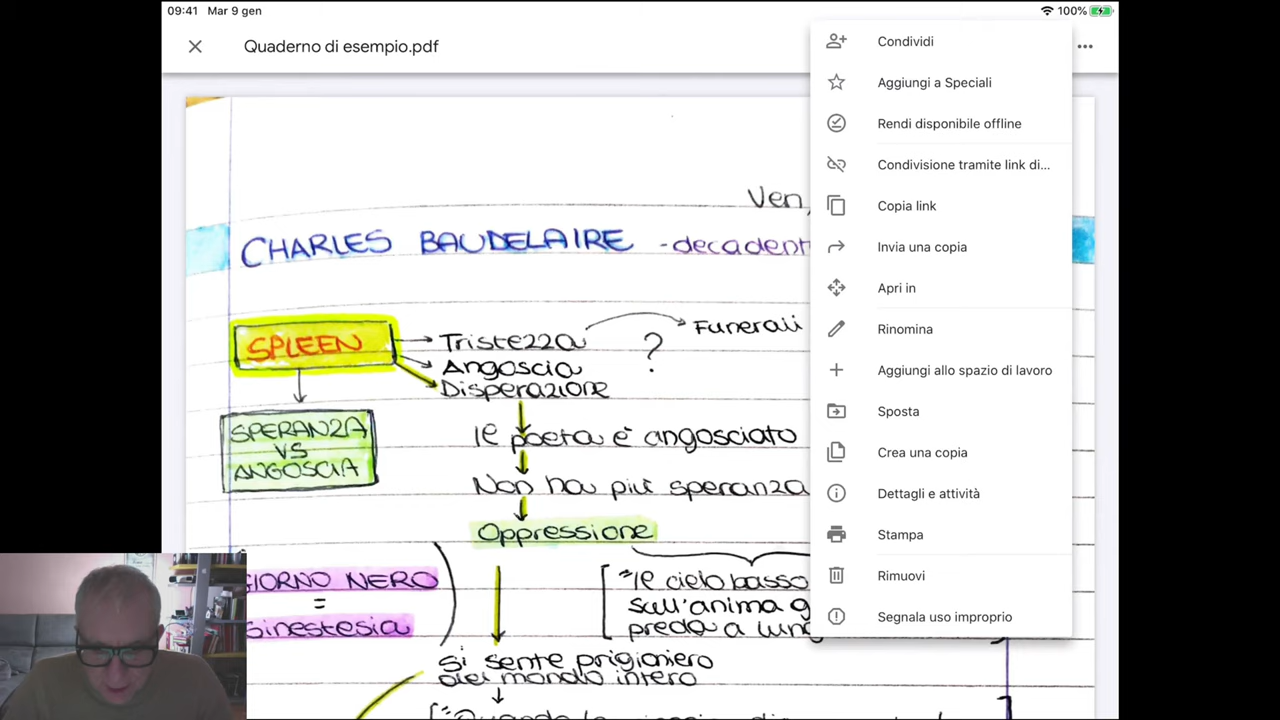 09:41 Mar 9 gen
100%
Quaderno di esempio.pdf
Condividi
Aggiungi a Speciali
Rendi disponibile offline
Condivisione tramite link di...
Copia link
Invia una copia
Apri in
Rinomina
Aggiungi allo spazio di lavoro
Sposta
Crea una copia
Dettagli e attività
Stampa
Rimuovi
Segnala uso improprio
Ven,
CHARLES BAUDELAIRE -decadent
SPLEEN
Tristezza
Funerali
?
Angoscia
Disperazione
SPERANZA
VS
ANGOSCIA
Il poeta è angosciato
Non ha più speranza
Oppressione
GIORNO NERO
=
sinestesia
"Il cielo basso
sull'anima g
preda a lung
Si sente prigioniero
del mondo intero